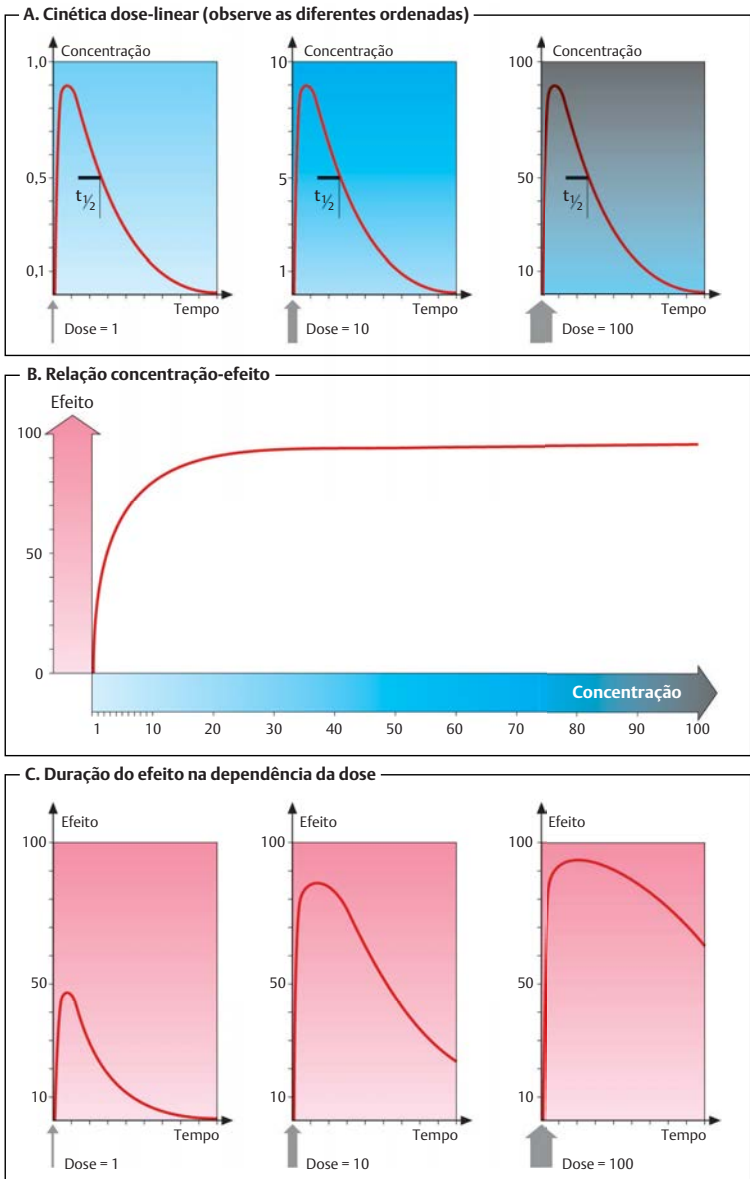 A. Cinética dose-linear (observe as diferentes ordenadas)
Concentração Concentração Concentração
1,0 10 100
0,5 5 50
t½ t½ t½
0,1 1 10
Tempo Tempo Tempo
Dose = 1 Dose = 10 Dose = 100
B. Relação concentração-efeito
Efeito
100
50
0
Concentração
1 10 20 30 40 50 60 70 80 90 100
C. Duração do efeito na dependência da dose
Efeito Efeito Efeito
100 100 100
50 50 50
10 10 10
Tempo Tempo Tempo
Dose = 1 Dose = 10 Dose = 100